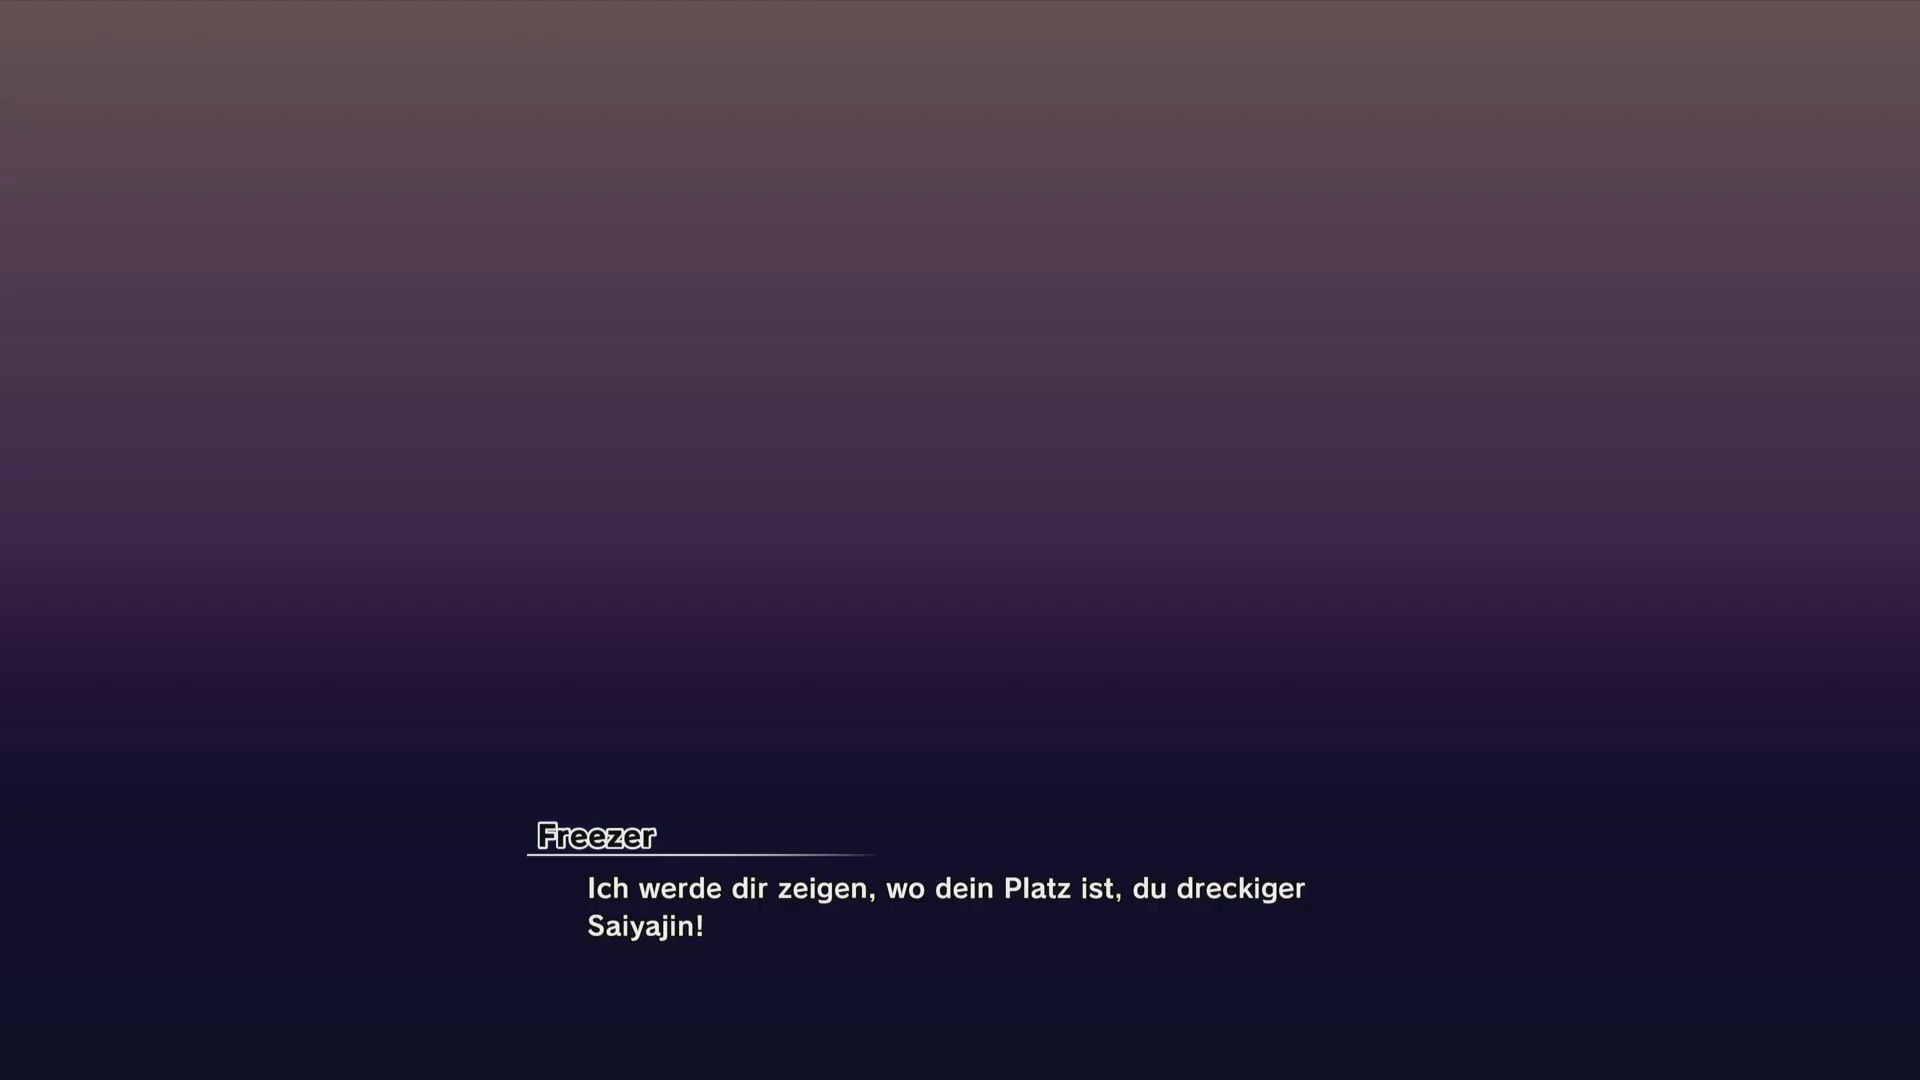 Freezer
Ich werde dir zeigen, wo dein Platz ist, du dreckiger
Saiyajin!